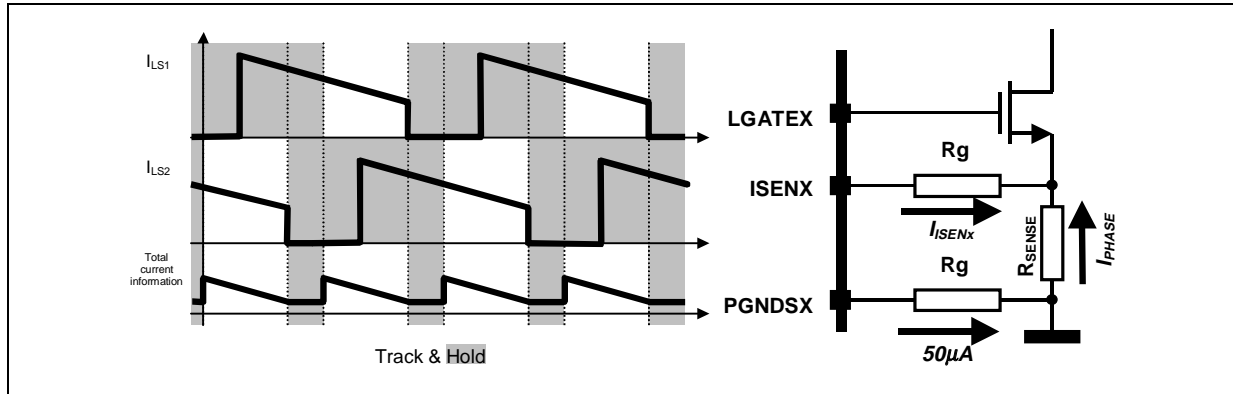 I_LS1
I_LS2
Total
current
information
Track & Hold
LGATEX
Rg
ISENX
I_ISENx
R_SENSE
I_PHASE
Rg
PGNDSX
50µA